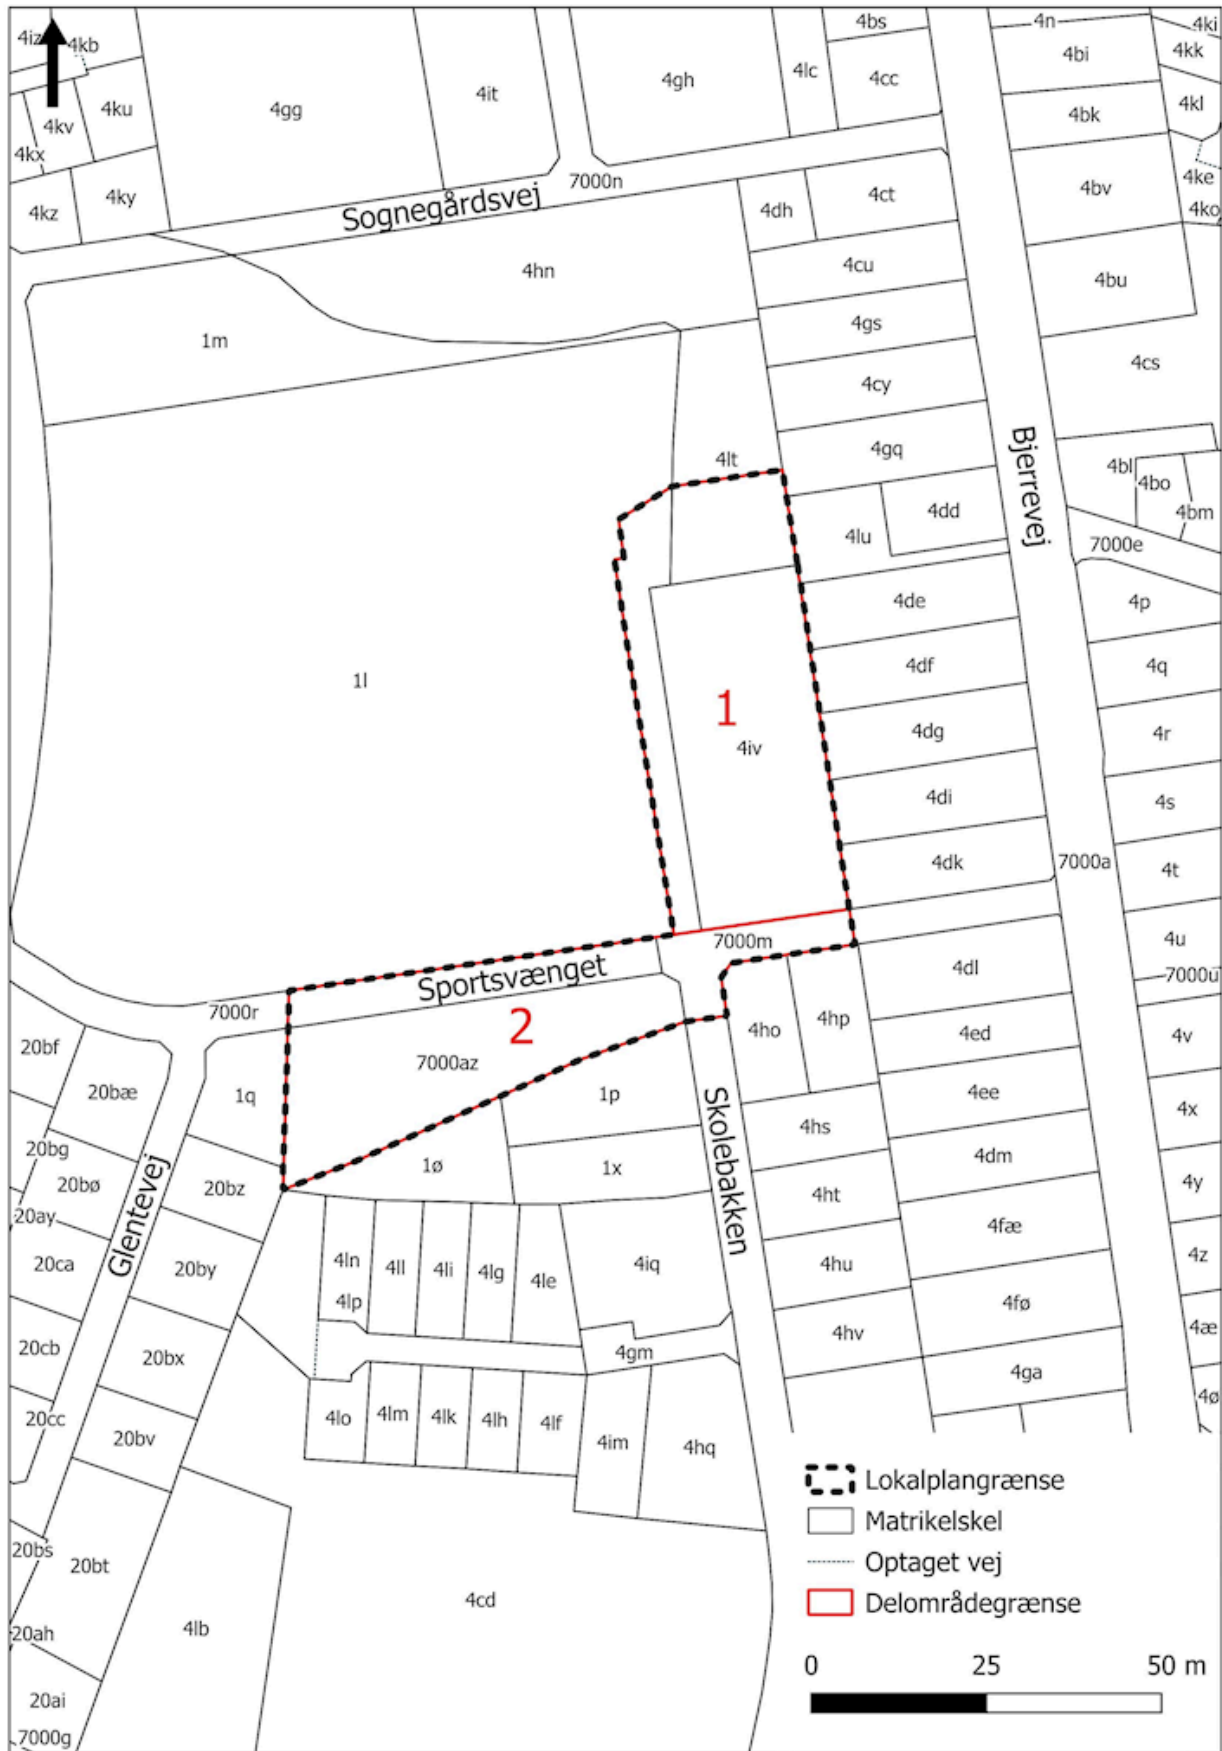 4iz
4kb
4bs
4n
4ki
4kk
4bi
4lc
4cc
4gh
4it
4gg
4ku
4kv
4kx
4bk
4kl
7000n
4ky
4kz
Sognegårdsvej
4dh
4ct
4bv
4ke
4ko
4hn
4cu
4bu
1m
4gs
4cs
4cy
4gq
4lt
Bjerrevej
4bl
4bo
4bm
4dd
4lu
7000e
4de
4p
4df
4q
1l
1
4iv
4dg
4r
4di
4s
4dk
7000a
4t
7000m
4u
4dl
7000ü
Sportsvænget
7000r
2
4hp
4ho
4ed
4v
20bf
7000az
20bæ
1q
1p
4ee
4x
Skolebakken
4hs
4dm
20bg
1ø
1x
20bø
20bz
4ht
4y
20ay
Glentevej
4fæ
4z
20ca
20by
4ln
4ll
4li
4lg
4le
4iq
4hu
4lp
4fø
4æ
4hv
20cb
20bx
4gm
4ga
4ø
20cc
20bv
4lo
4lm
4lk
4lh
4lf
4im
4hq
Lokalplangrænse
Matrikelskel
Optaget vej
Delområdegrænse
20bs
20bt
4cd
4lb
20ah
0 25 50 m
20ai
7000g